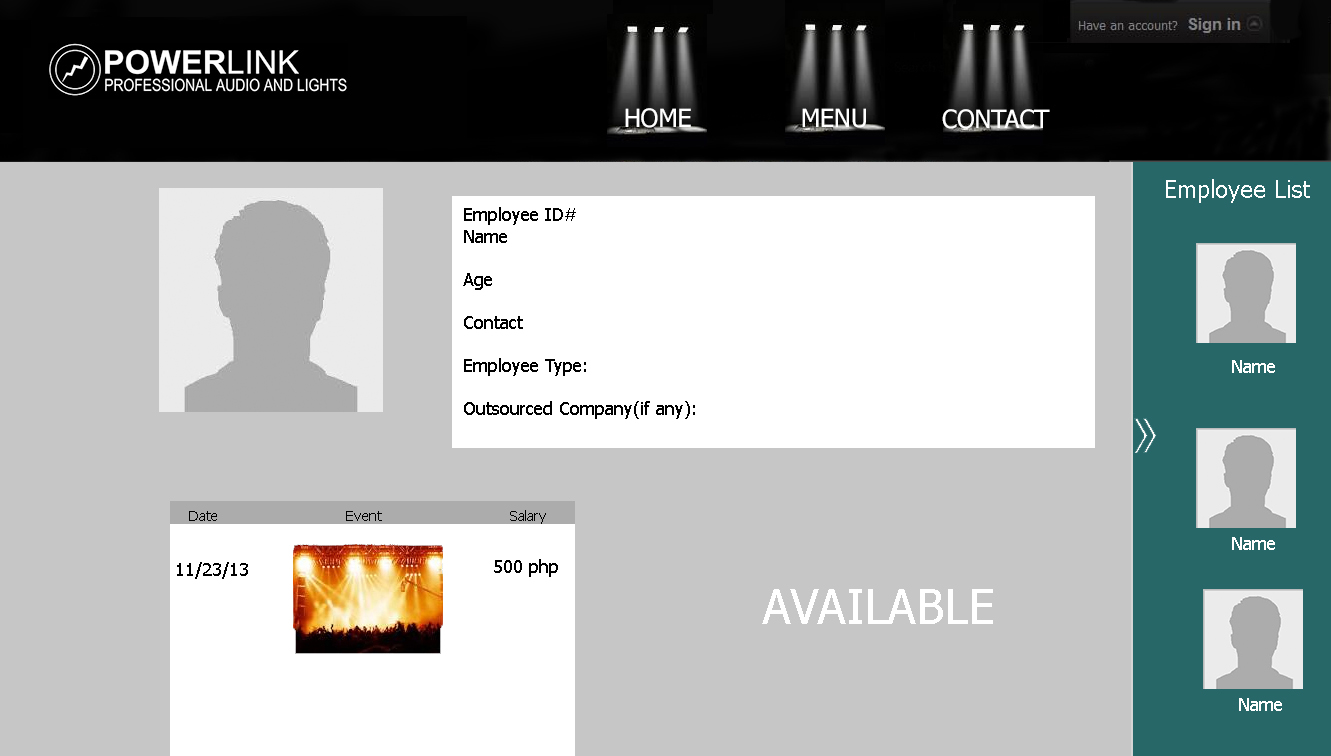 POWERLINK
PROFESSIONAL AUDIO AND LIGHTS
HOME
MENU
CONTACT
Have an account? Sign in
Employee List
Employee ID#
Name
Age
Contact
Employee Type:
Outsourced Company(if any):
Name
Name
Name
Date Event Salary
11/23/13 500 php
AVAILABLE